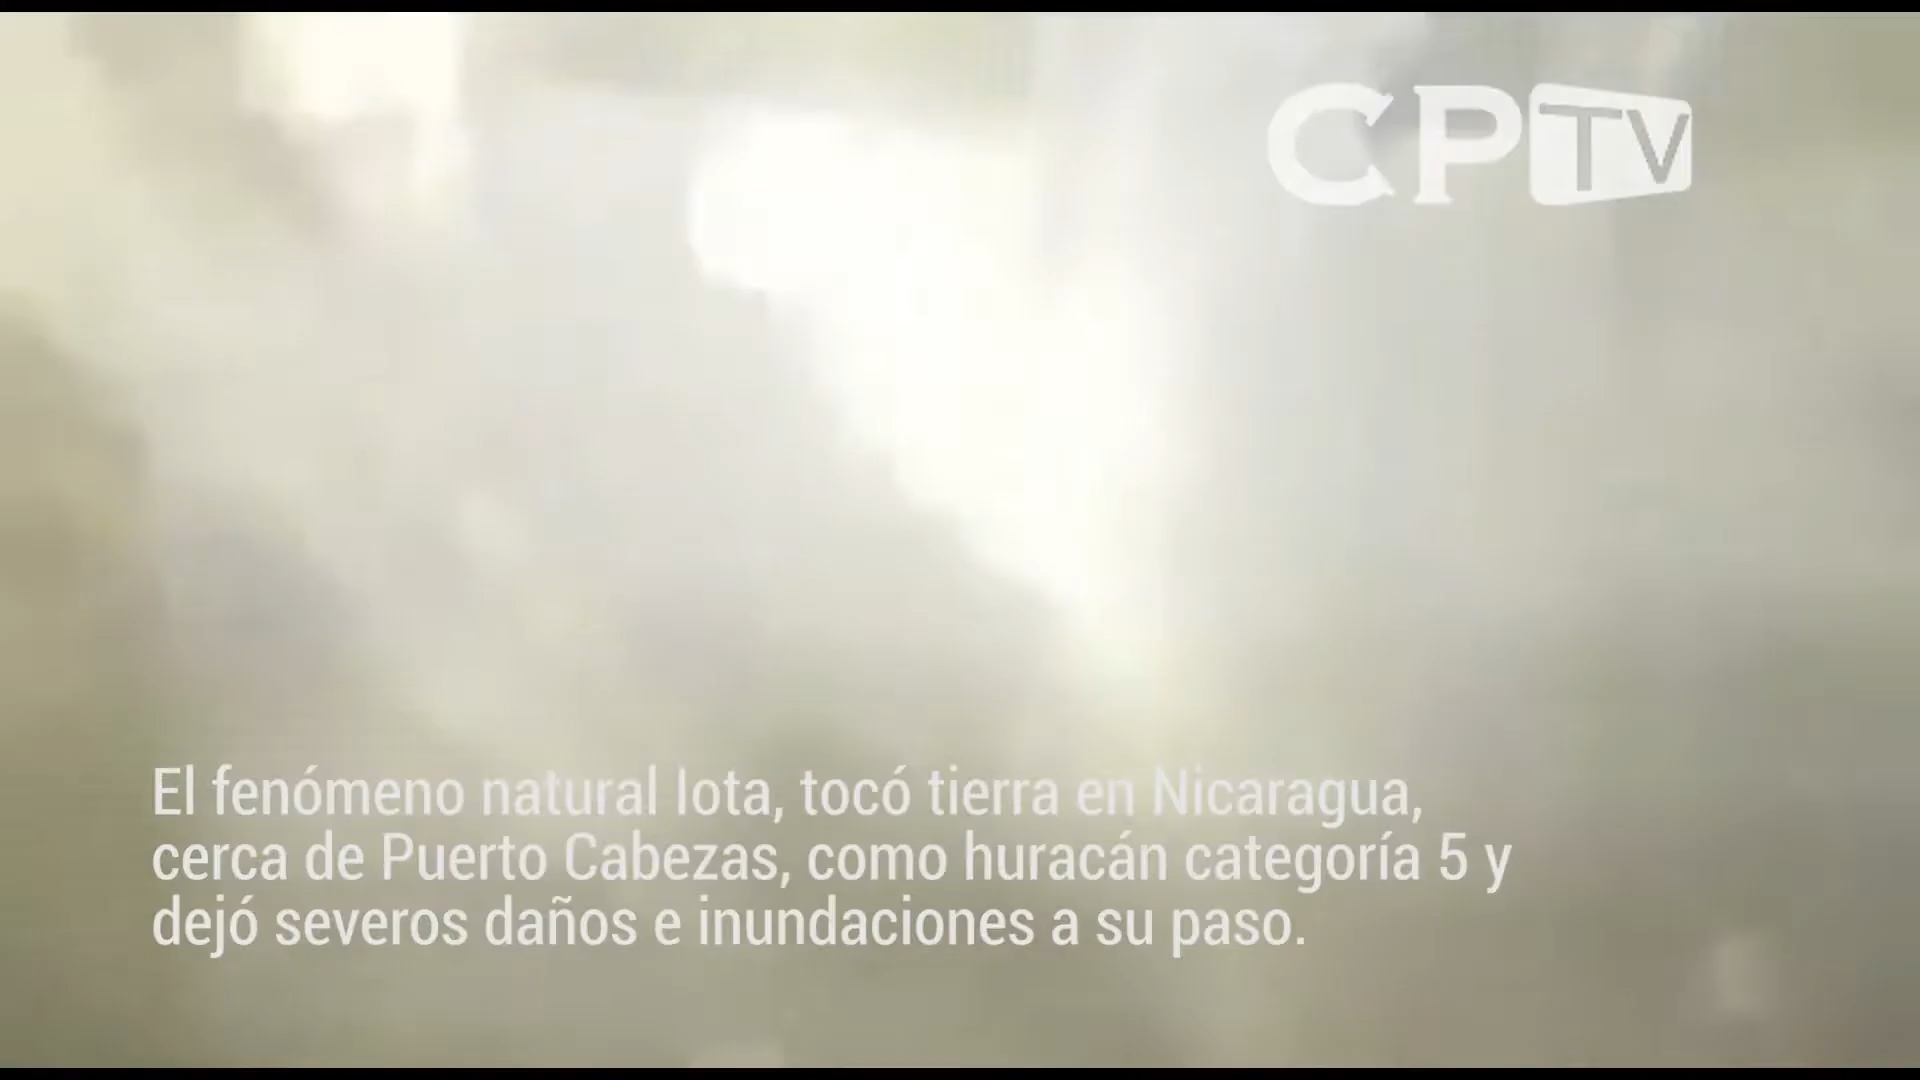 CPTV
El fenómeno natural Iota, tocó tierra en Nicaragua,
cerca de Puerto Cabezas, como huracán categoría 5 y
dejó severos daños e inundaciones a su paso.